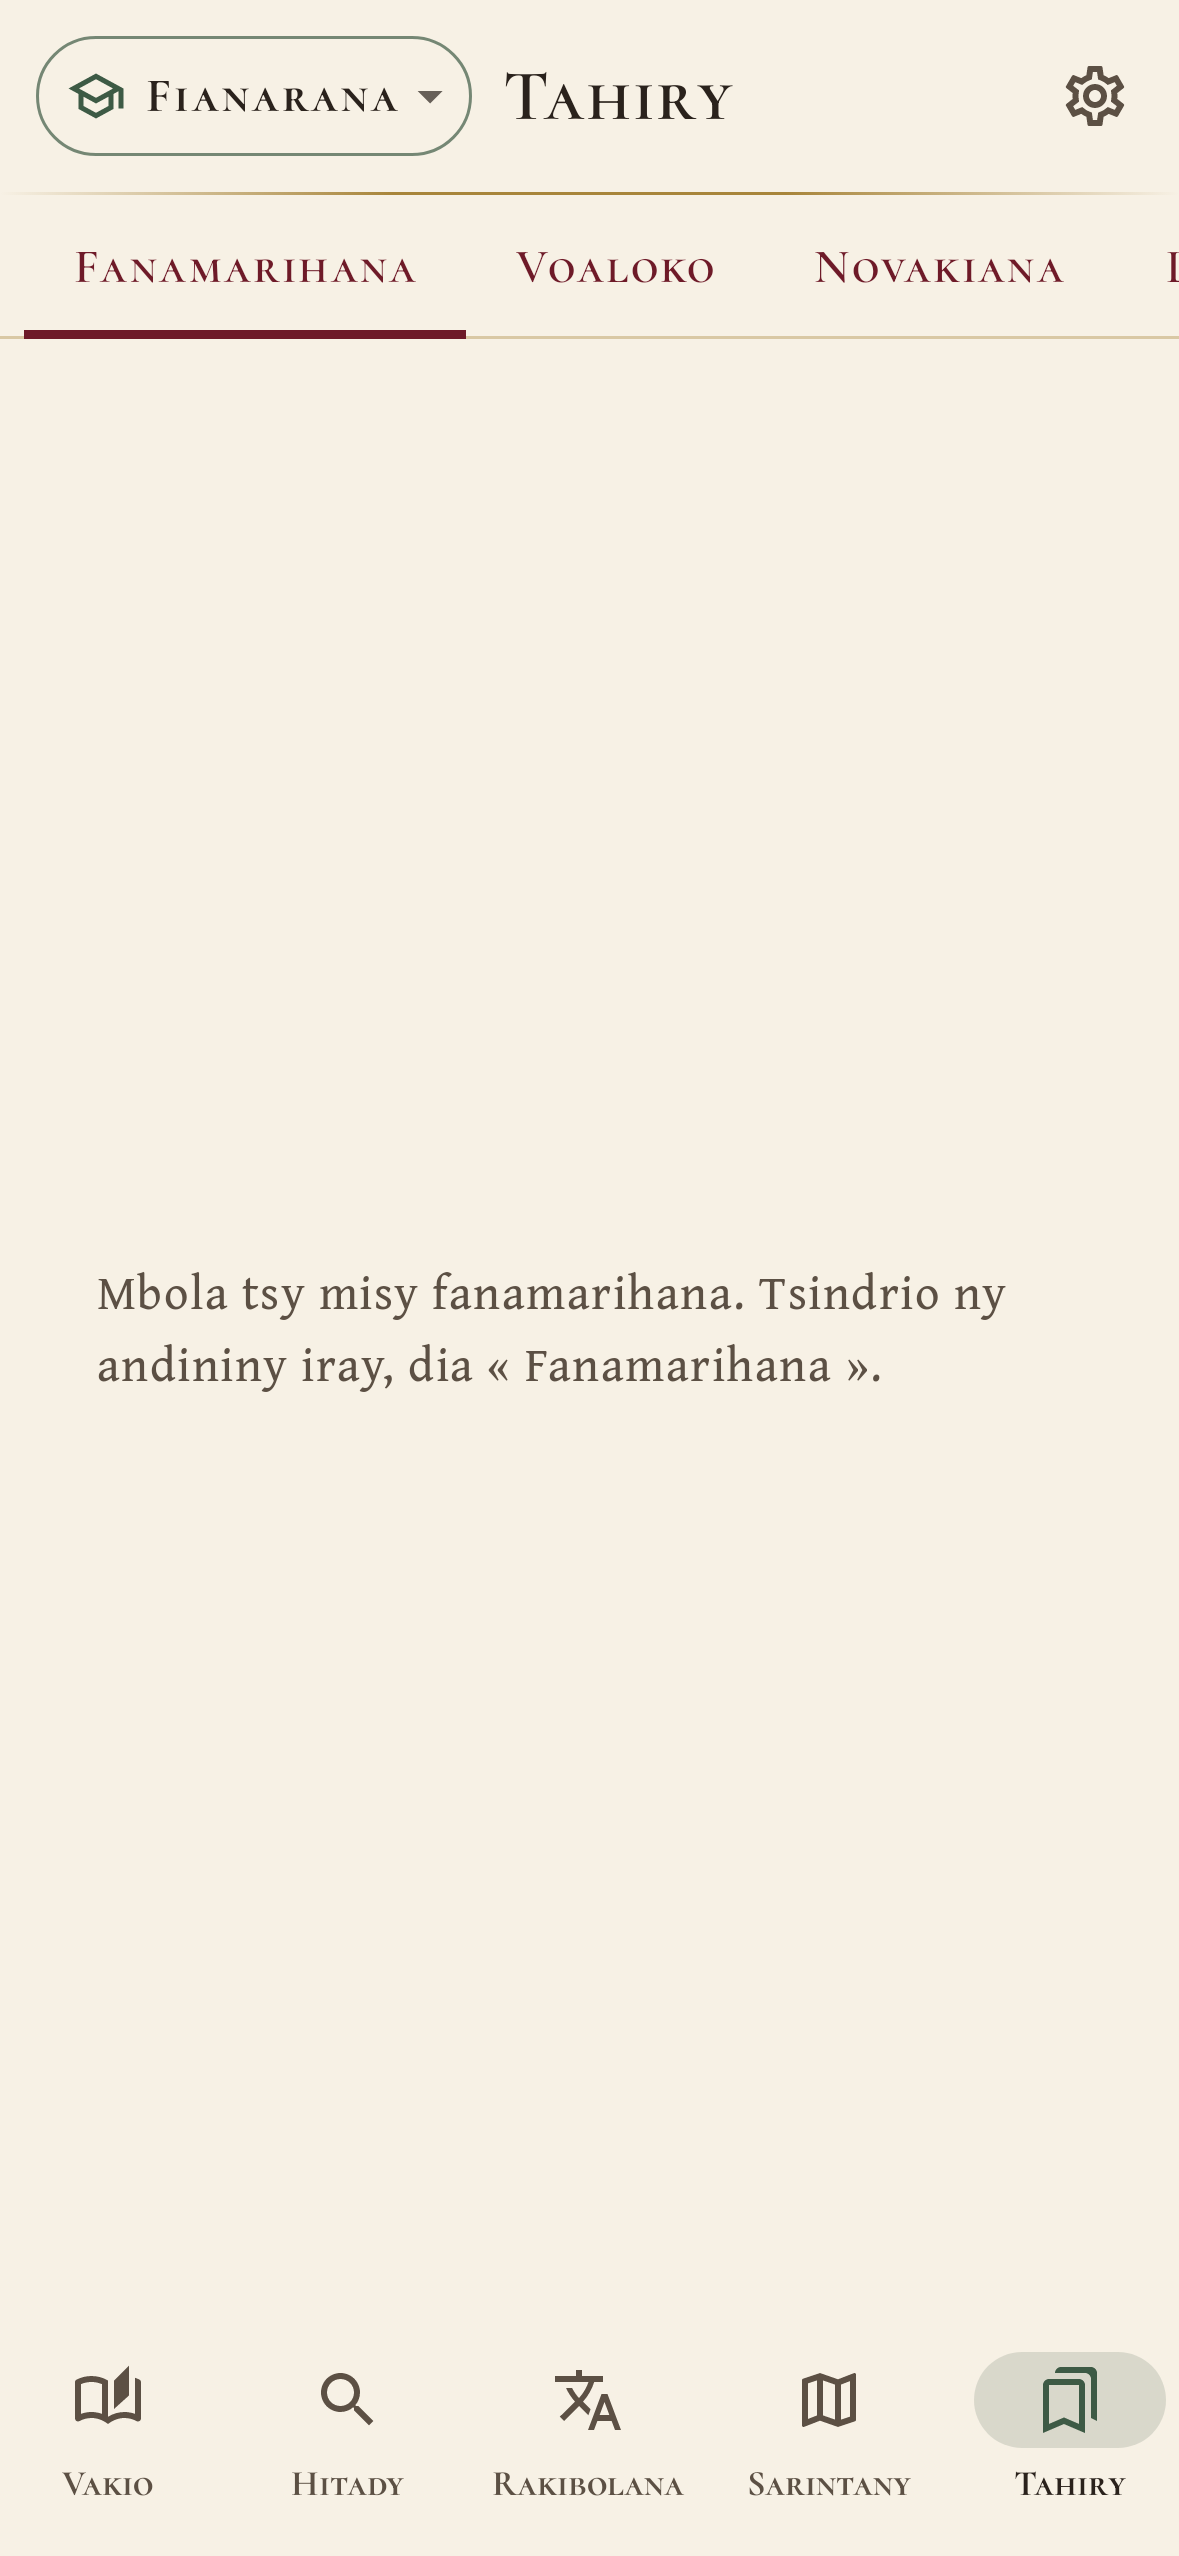 Fianarana
Tahiry
Fanamarihana
Voaloko
Novakiana
Mbola tsy misy fanamarihana. Tsindrio ny
andininy iray, dia « Fanamarihana ».
Vakio
Hitady
Rakibolana
Sarintany
Tahiry